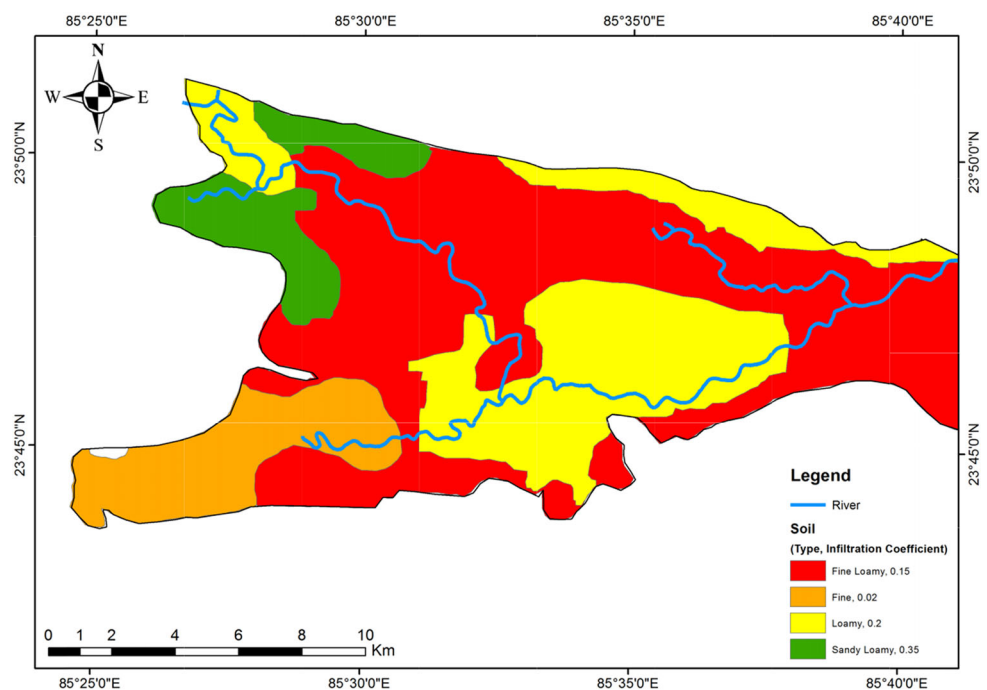 85°25'0"E
85°30'0"E
85°35'0"E
85°40'0"E
N
W E
S
23°50'0"N
23°50'0"N
23°45'0"N
23°45'0"N
Legend
River
Soil
(Type, Infiltration Coefficient)
Fine Loamy, 0.15
Fine, 0.02
Loamy, 0.2
Sandy Loamy, 0.35
0 1 2 4 6 8 10
Km
85°25'0"E
85°30'0"E
85°35'0"E
85°40'0"E